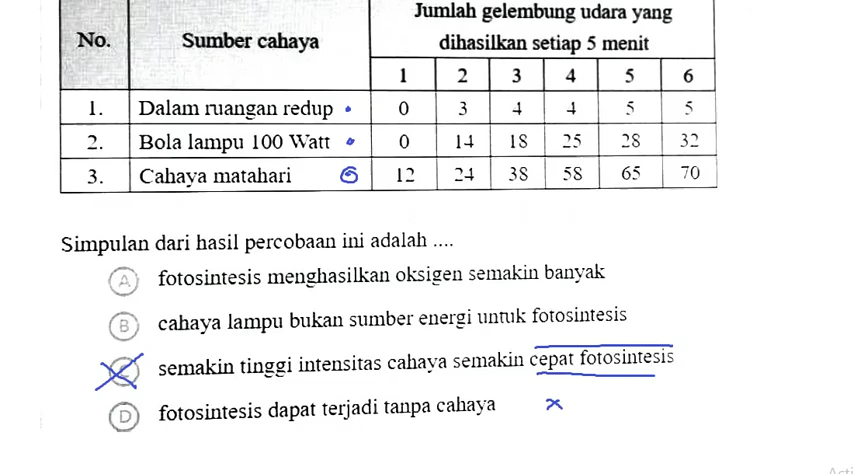 Jumlah gelembung udara yang
No. Sumber cahaya dihasilkan setiap 5 menit
1 2 3 4 5 6
1. Dalam ruangan redup 0 3 4 4 5 5
2. Bola lampu 100 Watt 0 14 18 25 28 32
3. Cahaya matahari 12 24 38 58 65 70
Simpulan dari hasil percobaan ini adalah ....
A fotosintesis menghasilkan oksigen semakin banyak
B cahaya lampu bukan sumber energi untuk fotosintesis
C semakin tinggi intensitas cahaya semakin cepat fotosintesis
D fotosintesis dapat terjadi tanpa cahaya